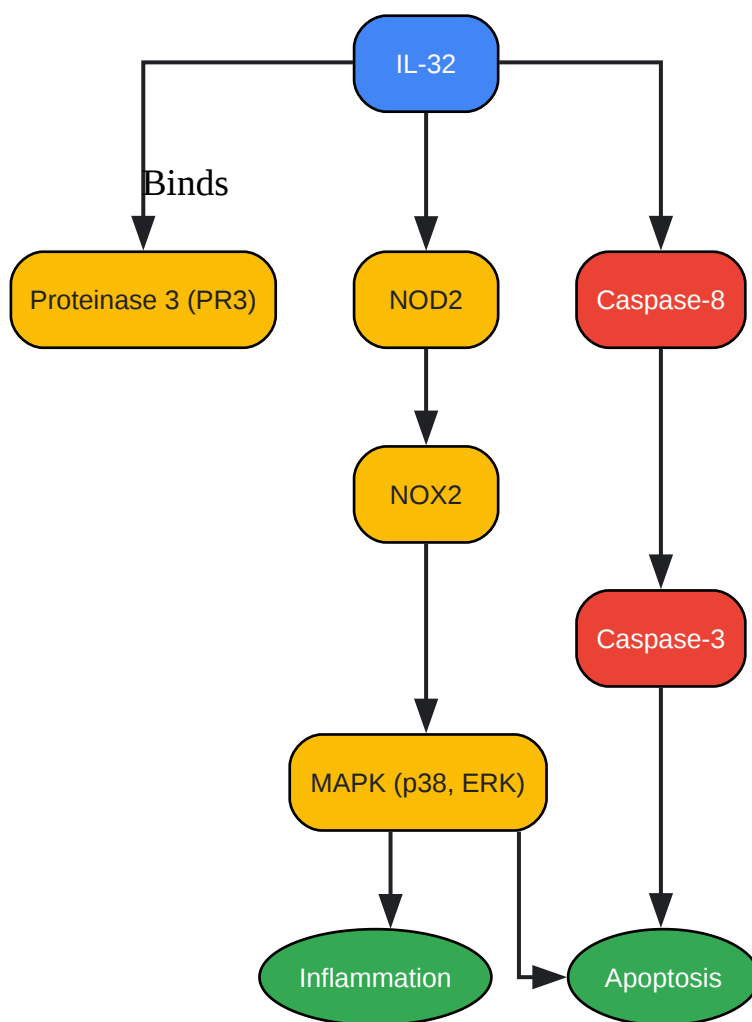 IL-32
Binds
Proteinase 3 (PR3)
NOD2
Caspase-8
NOX2
Caspase-3
MAPK (p38, ERK)
Inflammation
Apoptosis